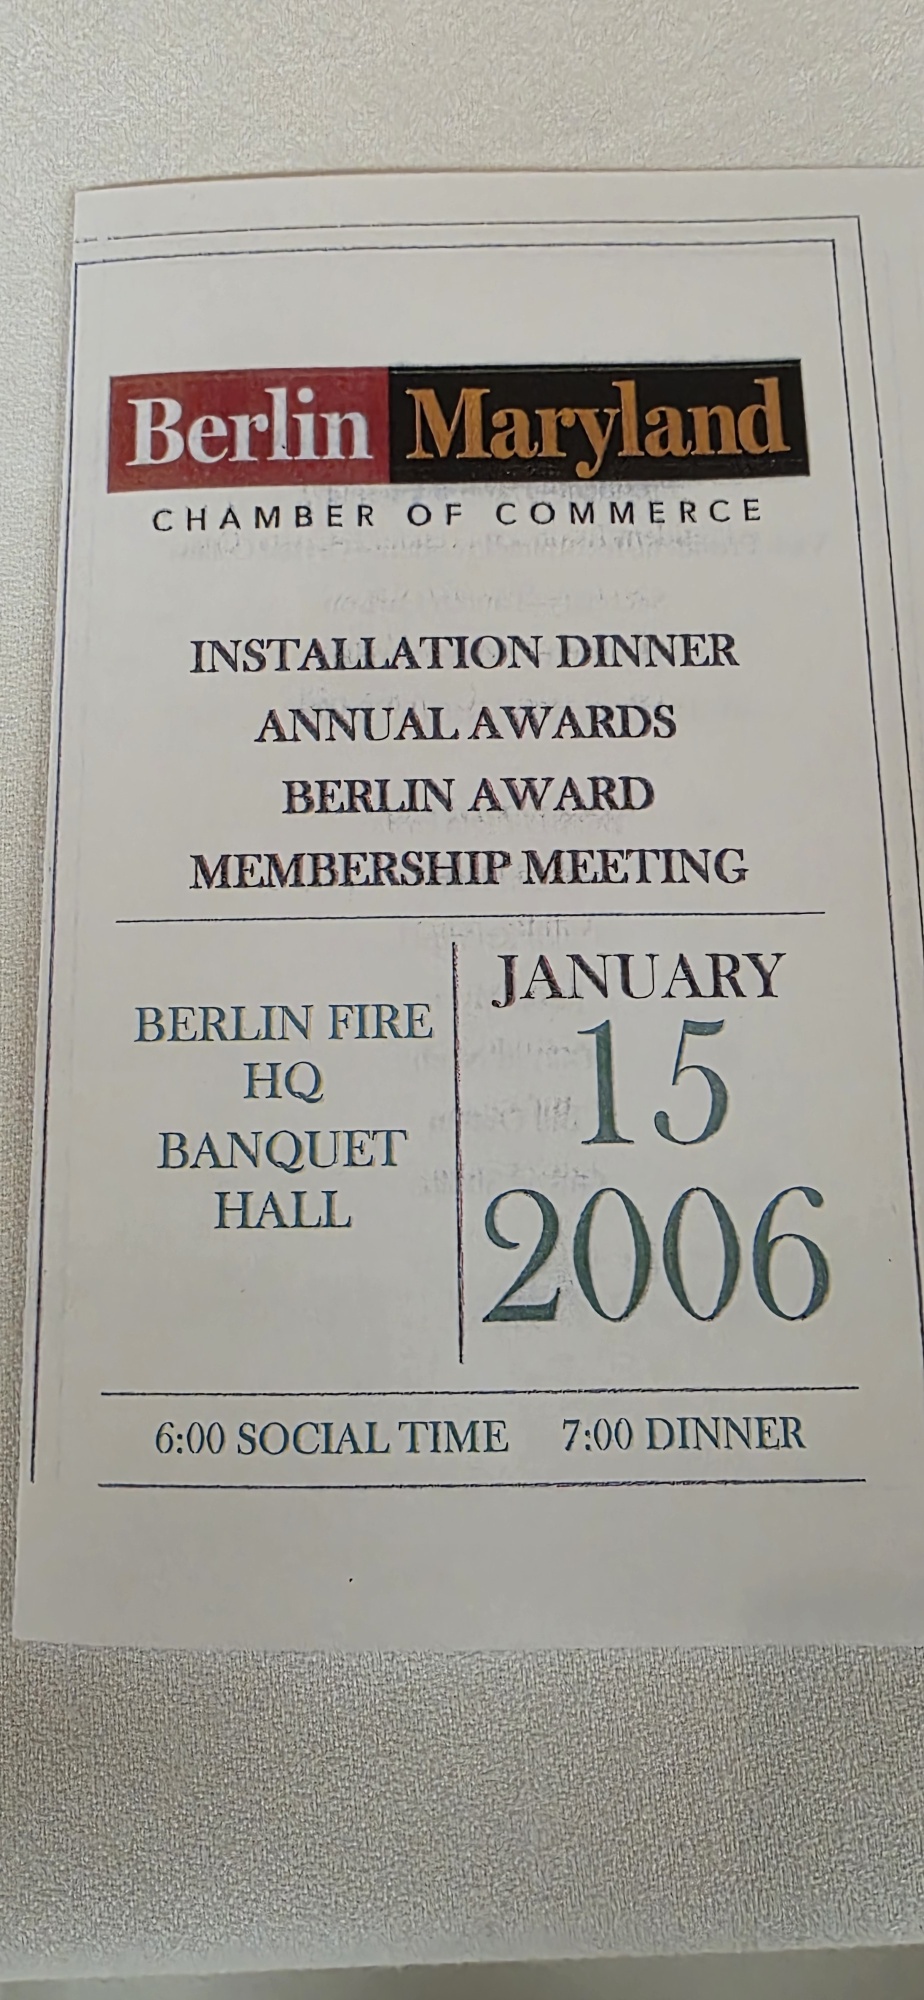 Berlin Maryland
CHAMBER OF COMMERCE
INSTALLATION DINNER
ANNUAL AWARDS
BERLIN AWARD
MEMBERSHIP MEETING
BERLIN FIRE
HQ
BANQUET
HALL
JANUARY
15
2006
6:00 SOCIAL TIME 7:00 DINNER